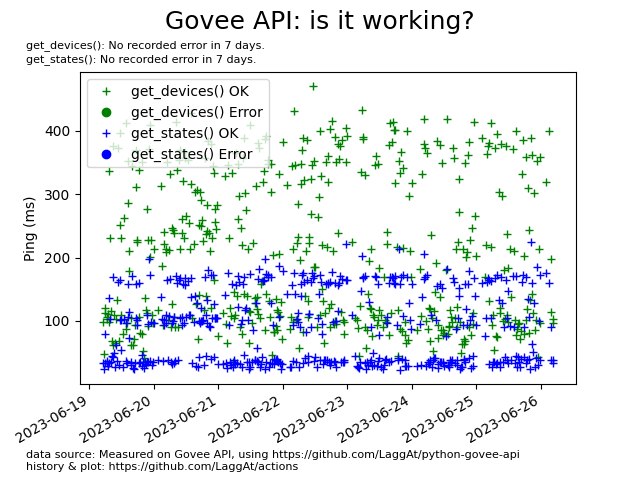 Govee API: is it working?
get_devices(): No recorded error in 7 days.
get_states(): No recorded error in 7 days.
get_devices() OK
get_devices() Error
get_states() OK
get_states() Error
Ping (ms)
400
300
200
100
2023-06-19
2023-06-20
2023-06-21
2023-06-22
2023-06-23
2023-06-24
2023-06-25
2023-06-26
data source: Measured on Govee API, using https://github.com/LaggAt/python-govee-api
history & plot: https://github.com/LaggAt/actions